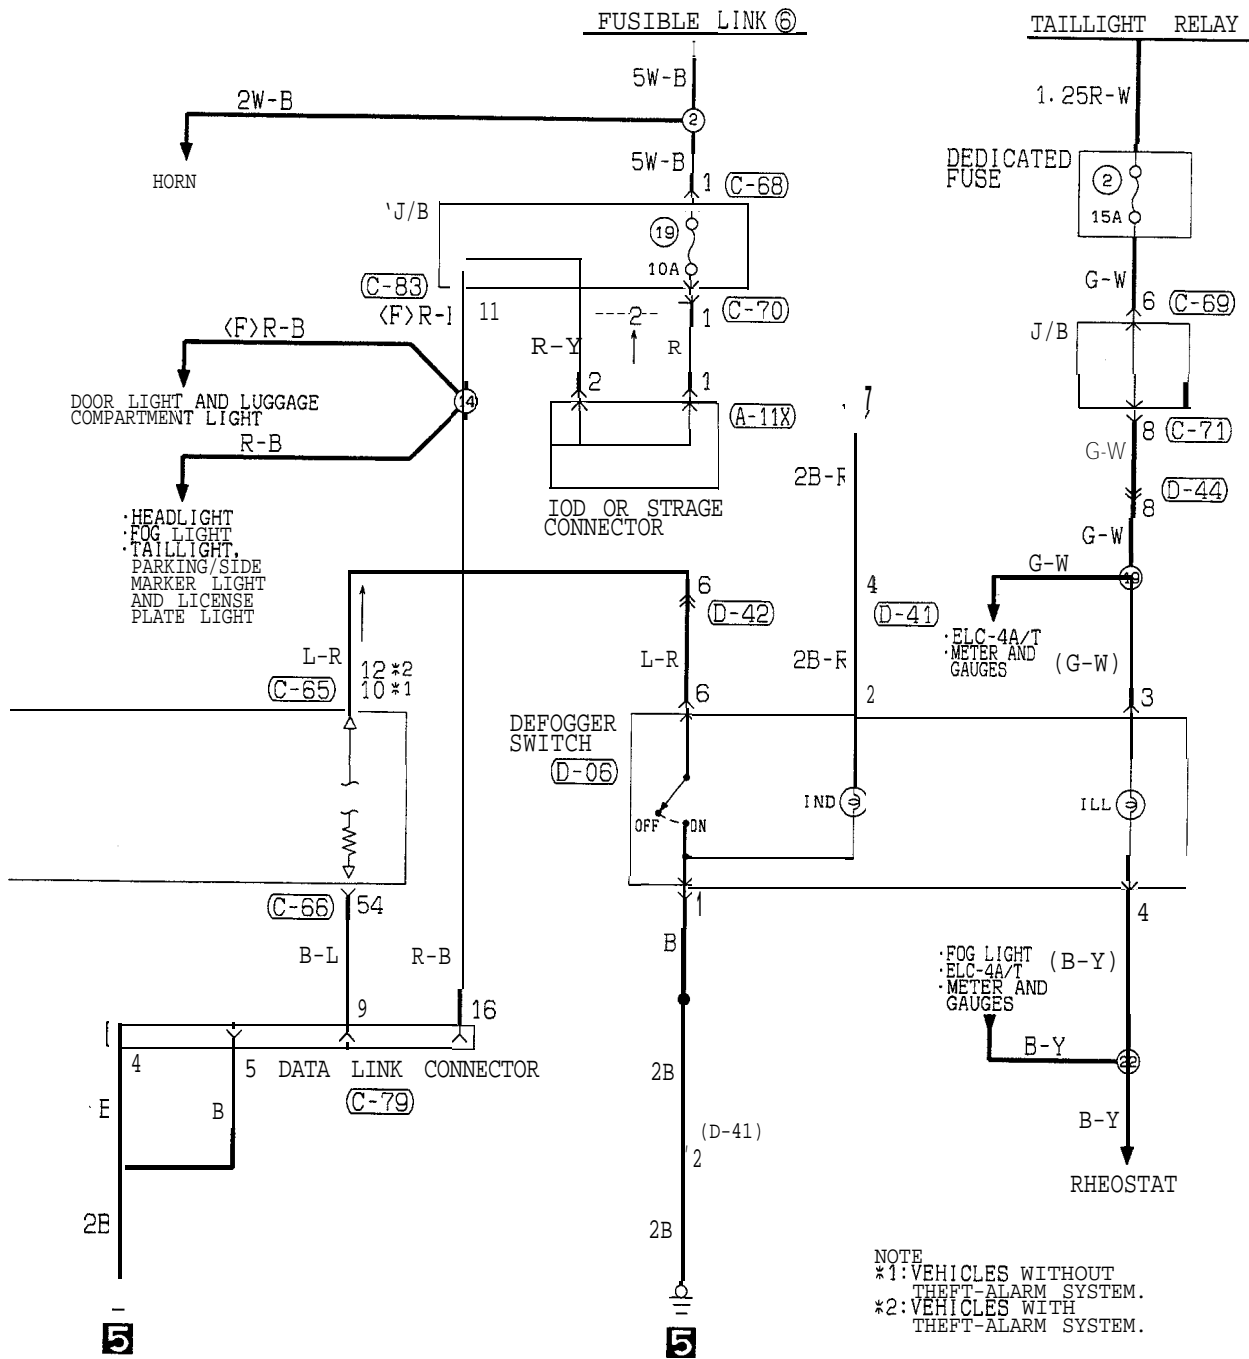 FUSIBLE LINK ⑥
TAILLIGHT RELAY
5W-B
2W-B
2
1.25R-W
HORN
5W-B
1 C-68
DEDICATED
FUSE
2
15A
J/B
19
10A
C-83
G-W
6 C-69
<F>R-
11
2
1 C-70
<F>R-B
R-Y
R
J/B
2
1
14
DOOR LIGHT AND LUGGAGE
COMPARTMENT LIGHT
A-11X
7
R-B
8 C-71
G-W
2B-R
IOD OR STRAGE
CONNECTOR
D-44
8
·HEADLIGHT
·FOG LIGHT
·TAILLIGHT,
PARKING/SIDE
MARKER LIGHT
AND LICENSE
PLATE LIGHT
G-W
G-W
19
6
D-42
4
D-41
·ELC-4A/T
·METER AND
GAUGES
(G-W)
L-R
12 *2
10 *1
C-65
L-R
2B-R
6
2
3
DEFOGGER
SWITCH
D-06
OFF
ON
IND
ILL
C-66 54
1
4
B-L
R-B
B
·FOG LIGHT
·ELC-4A/T
·METER AND
GAUGES
(B-Y)
9
16
B-Y
22
4
5 DATA LINK CONNECTOR
C-79
2B
B
(D-41)
2
B-Y
RHEOSTAT
2B
2B
NOTE
*1:VEHICLES WITHOUT
THEFT-ALARM SYSTEM.
*2:VEHICLES WITH
THEFT-ALARM SYSTEM.
5
5